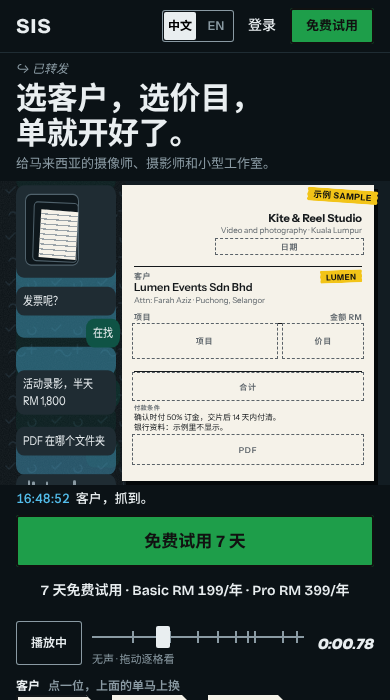 SIS
中文 EN 登录 免费试用
↪ 已转发
选客户，选价目，
单就开好了。
给马来西亚的摄像师、摄影师和小型工作室。
发票呢?
在找
活动录影，半天
RM 1,800
PDF 在哪个文件夹
示例 SAMPLE
Kite & Reel Studio
Video and photography · Kuala Lumpur
日期
客户
LUMEN
Lumen Events Sdn Bhd
Attn: Farah Aziz · Puchong, Selangor
项目 金额 RM
项目 价目
合计
付款条件
确认时付 50% 订金，交片后 14 天内付清。
银行资料：示例里不显示。
PDF
16:48:52 客户，抓到。
免费试用 7 天
7 天免费试用 · Basic RM 199/年 · Pro RM 399/年
播放中
无声 · 拖动逐格看
0:00.78
客户 点一位，上面的单马上换